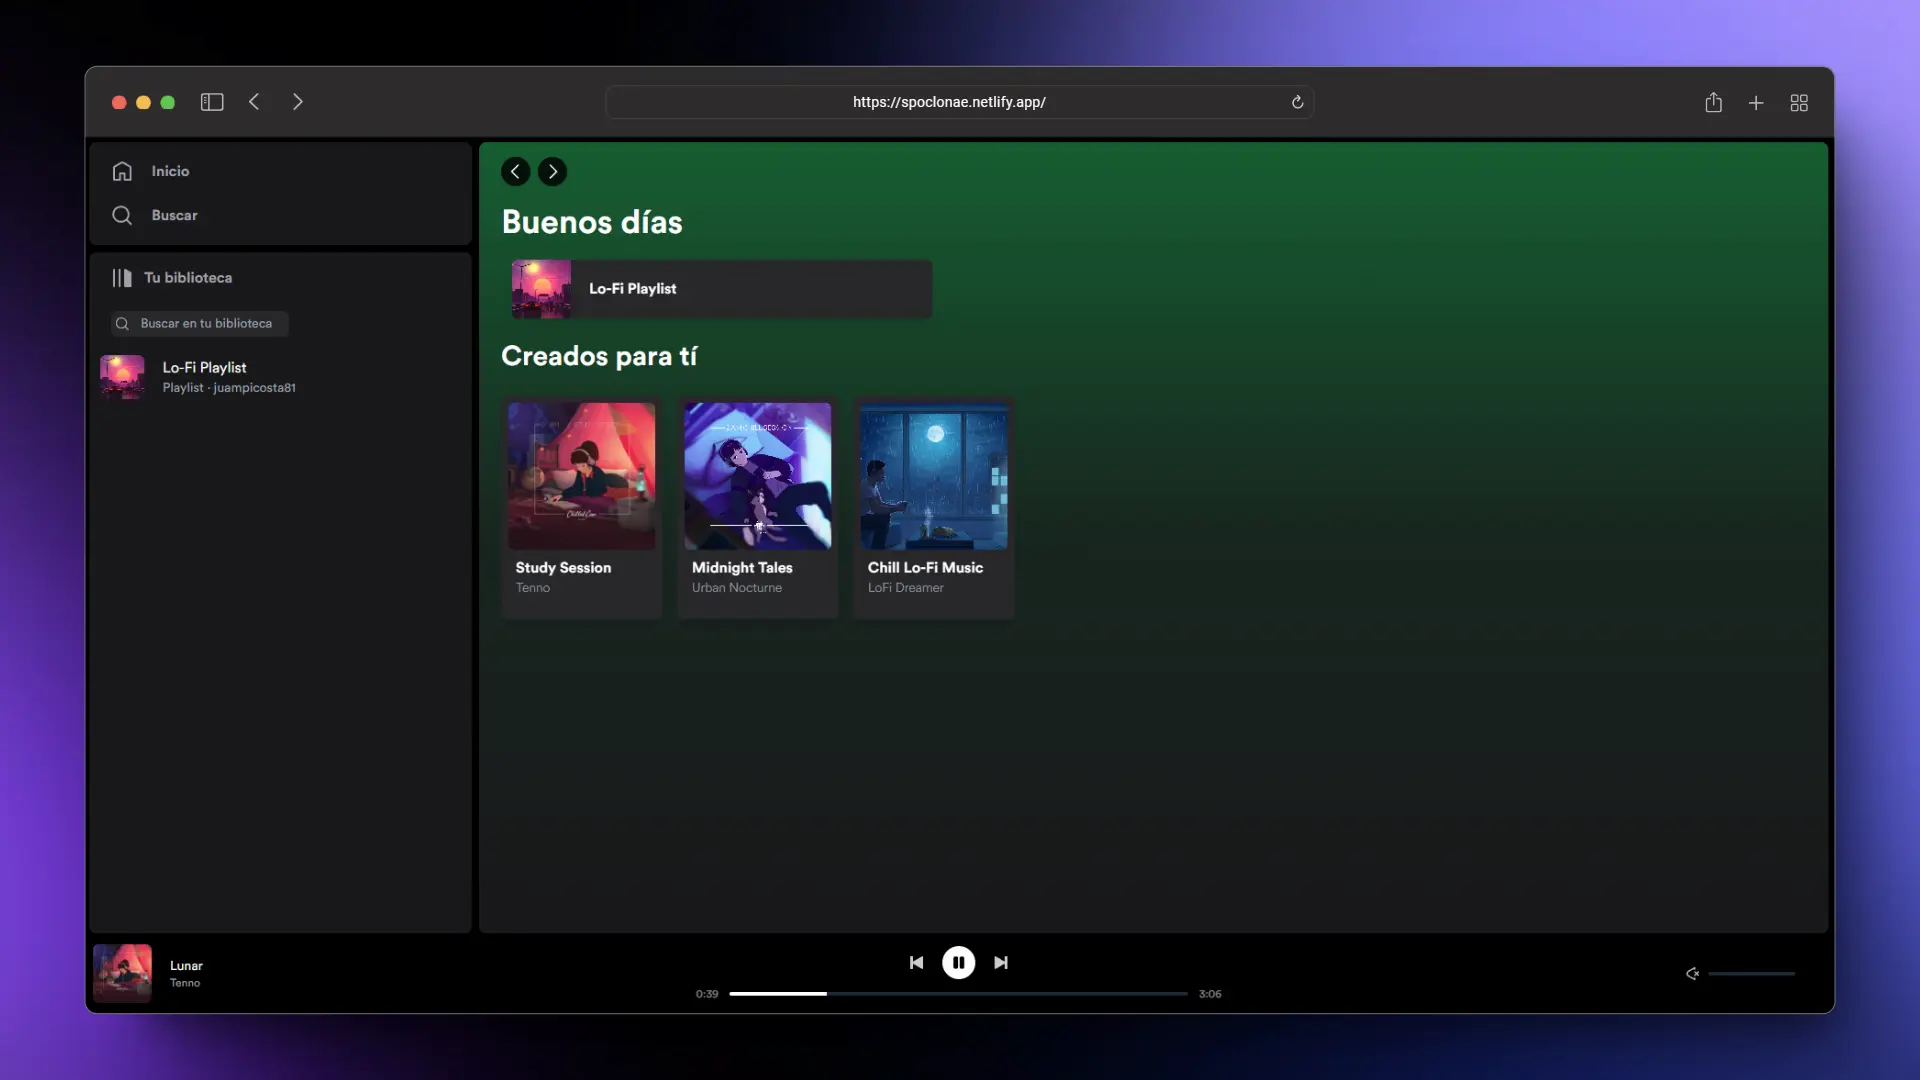 https://spoclonae.netlify.app/
Inicio
Buscar
Tu biblioteca
Buscar en tu biblioteca
Lo-Fi Playlist
Playlist · juampicosta81
Buenos días
Lo-Fi Playlist
Creados para tí
Study Session
Tenno
Midnight Tales
Urban Nocturne
Chill Lo-Fi Music
LoFi Dreamer
Lunar
Tenno
0:39
3:06